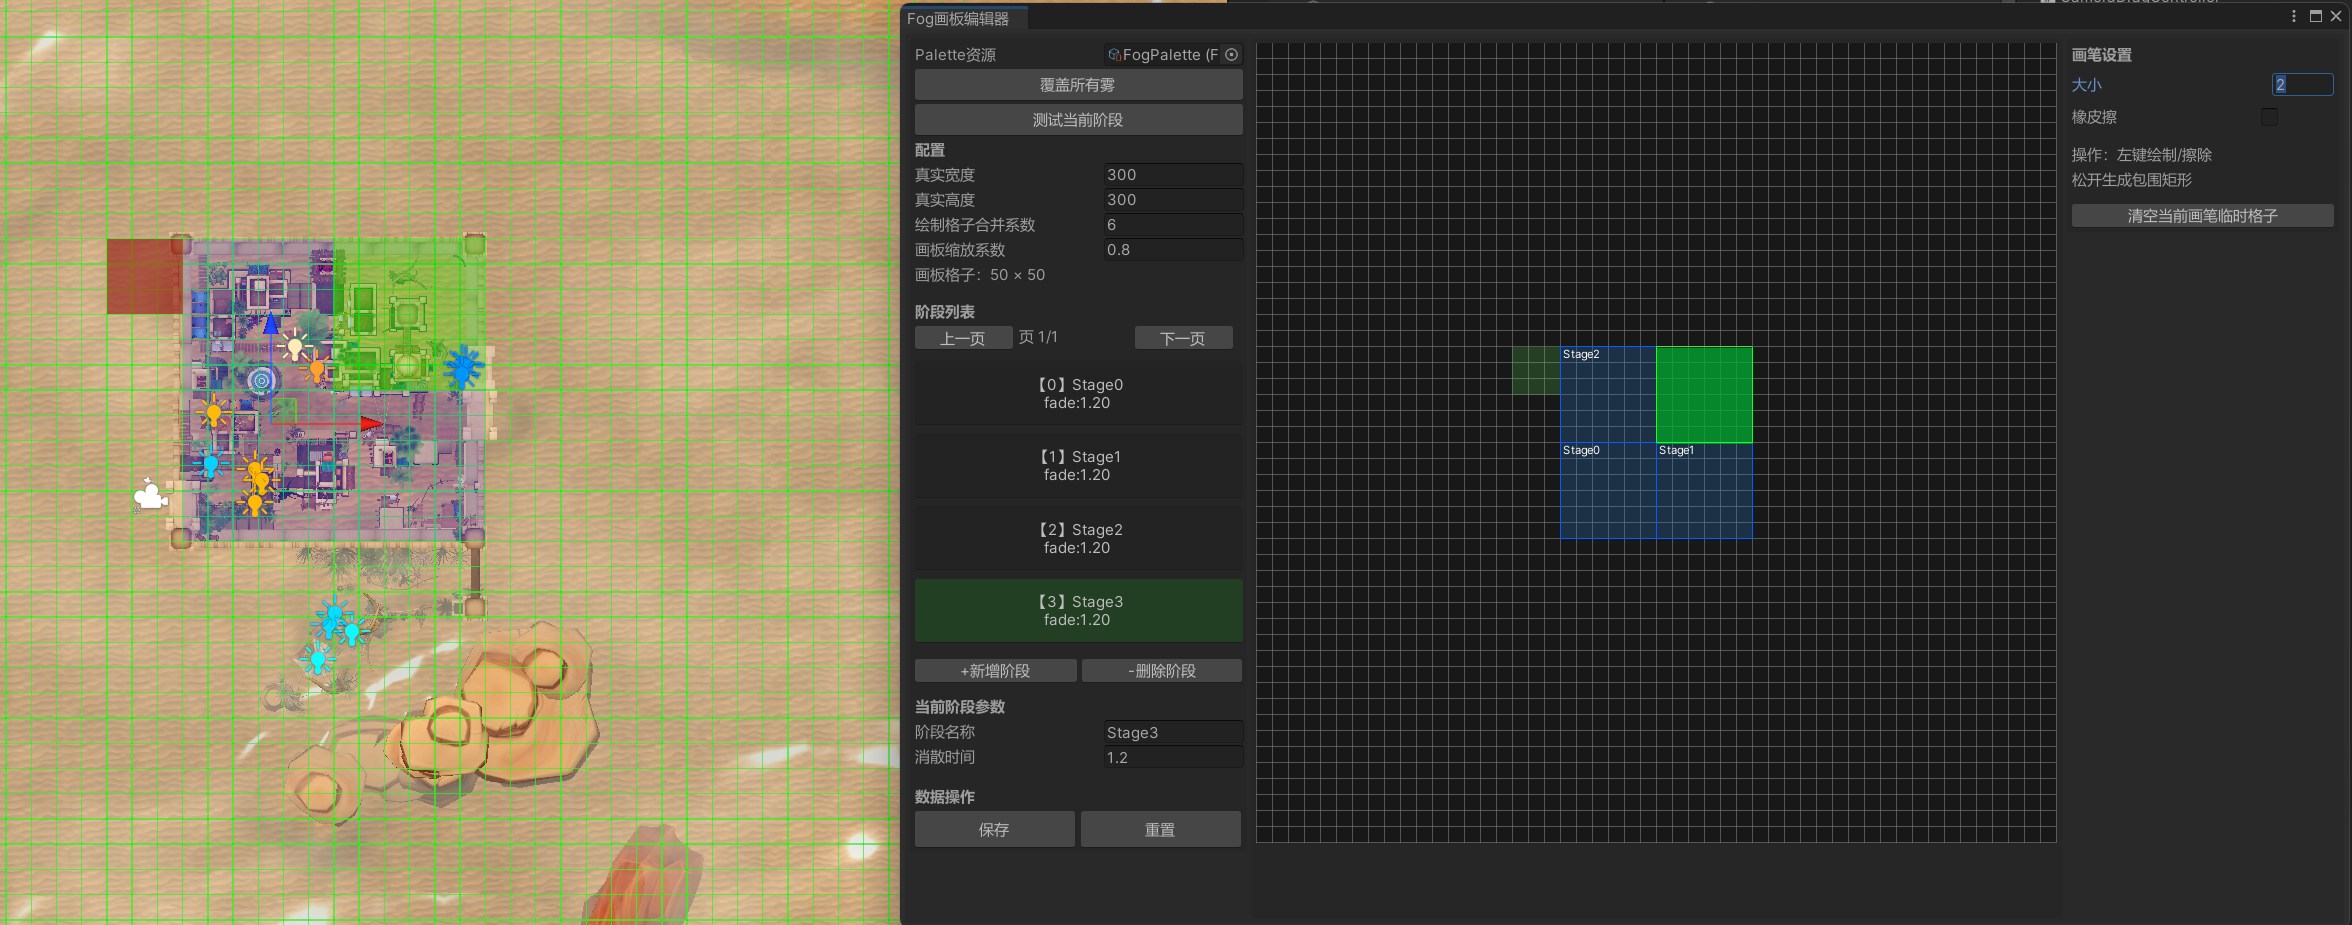 Fog画板编辑器
Palette资源
FogPalette (F
覆盖所有雾
测试当前阶段
配置
真实宽度 300
真实高度 300
绘制格子合并系数 6
画板缩放系数 0.8
画板格子：50 × 50
阶段列表
上一页 页 1/1 下一页
【0】Stage0
fade:1.20
【1】Stage1
fade:1.20
【2】Stage2
fade:1.20
【3】Stage3
fade:1.20
+新增阶段 -删除阶段
当前阶段参数
阶段名称 Stage3
消散时间 1.2
数据操作
保存 重置
Stage2
Stage0 Stage1
画笔设置
大小 2
橡皮擦
操作：左键绘制/擦除
松开生成包围矩形
清空当前画笔临时格子